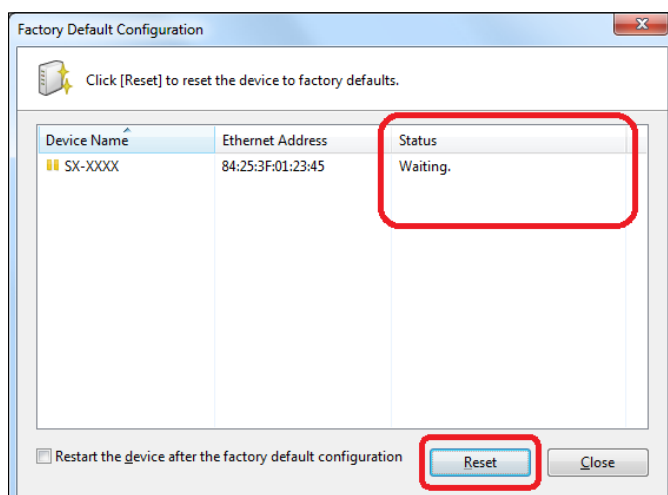 Factory Default Configuration
Click [Reset] to reset the device to factory defaults.
Device Name Ethernet Address Status
SX-XXXX 84:25:3F:01:23:45 Waiting.
Restart the device after the factory default configuration Reset Close